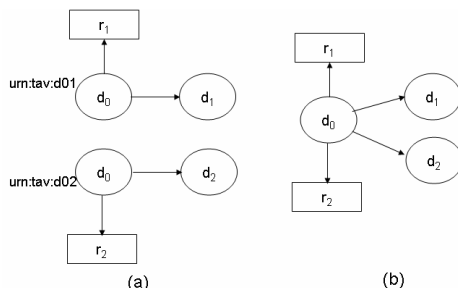 r₁
urn:tav:d01
d₀
d₁
d₀
d₂
urn:tav:d02
r₂
(a)
r₁
d₀
d₁
d₂
r₂
(b)